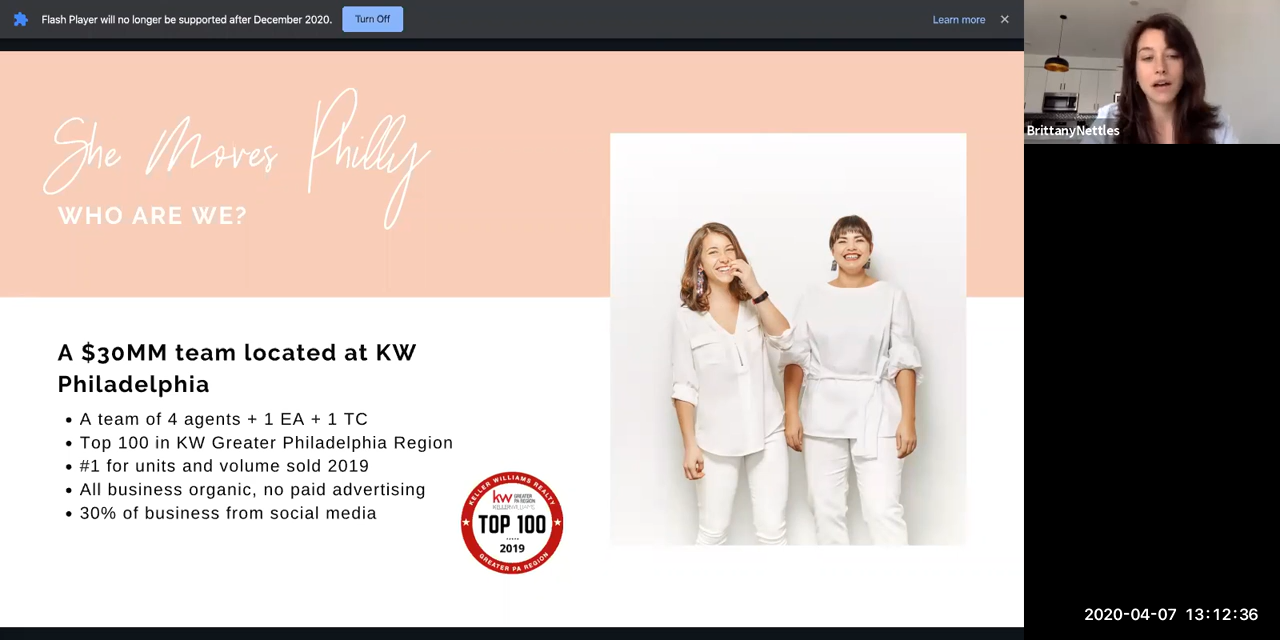 Flash Player will no longer be supported after December 2020.
Turn Off
Learn more
BrittanyNettles
She Moves Philly
WHO ARE WE?
A $30MM team located at KW
Philadelphia
• A team of 4 agents + 1 EA + 1 TC
• Top 100 in KW Greater Philadelphia Region
• #1 for units and volume sold 2019
• All business organic, no paid advertising
• 30% of business from social media
KELLER WILLIAMS REALTY
kw GREATER
PA REGION
KELLERWILLIAMS
TOP 100
2019
GREATER PA REGION
2020-04-07 13:12:36